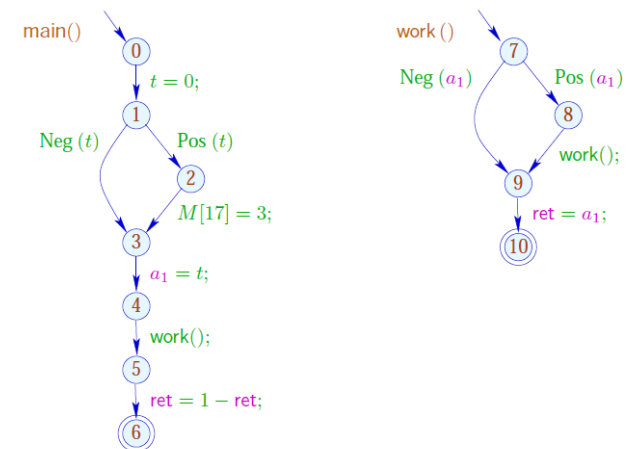 main()
0
t = 0;
1
Neg (t)
Pos (t)
2
M[17] = 3;
3
a₁ = t;
4
work();
5
ret = 1 − ret;
6
work ()
7
Neg (a₁)
Pos (a₁)
8
work();
9
ret = a₁;
10